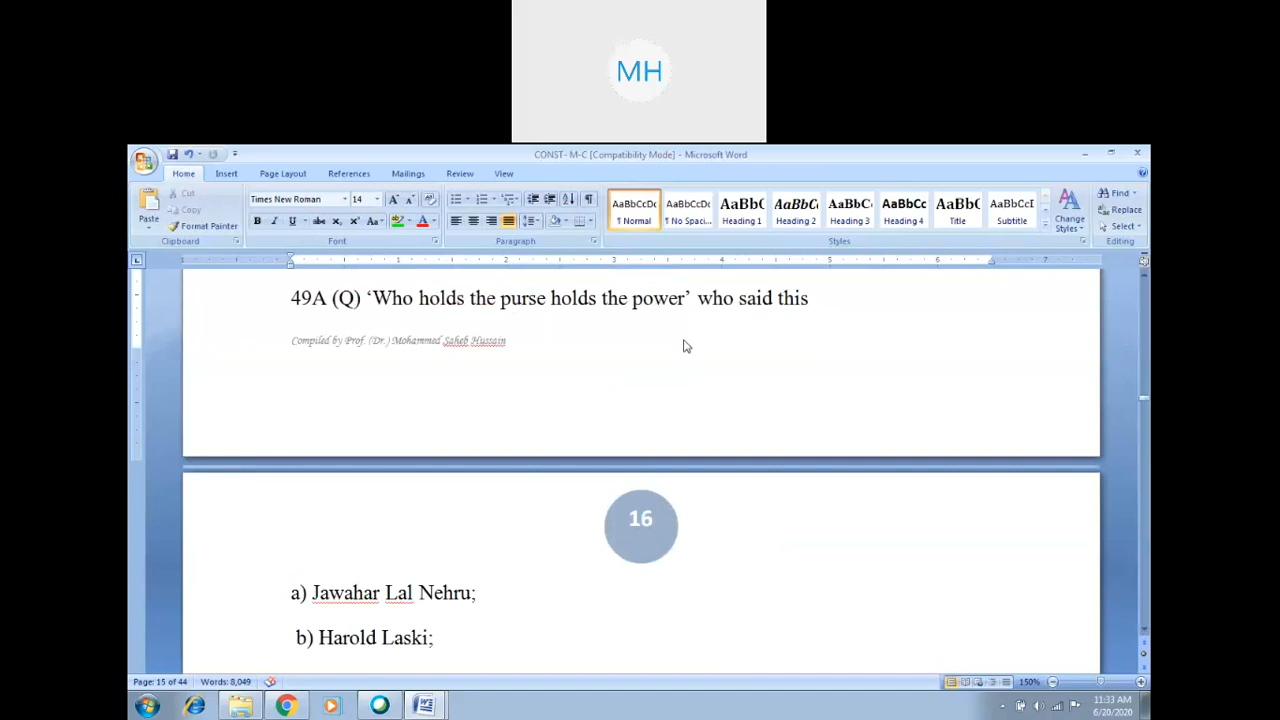 MH
CONST- M-C [Compatibility Mode] - Microsoft Word
Home Insert Page Layout References Mailings Review View
Paste Cut Copy Format Painter
Clipboard
Times New Roman 14
Font
Paragraph
AaBbCcDc AaBbCcDc AaBbC AaBbCc AaBbC AaBbCc AaBbC AaBbCcI
¶ Normal ¶ No Spaci... Heading 1 Heading 2 Heading 3 Heading 4 Title Subtitle
Change Styles
Styles
Find Replace Select
Editing
49A (Q) ‘Who holds the purse holds the power’ who said this
Compiled by Prof. (Dr.) Mohammed Saheb Hussain
16
a) Jawahar Lal Nehru;
b) Harold Laski;
Page: 15 of 44 Words: 8,049 150%
11:33 AM
6/20/2020